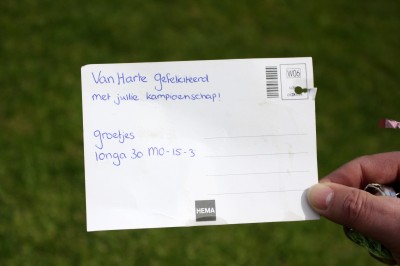 Van Harte gefeliciteerd
met jullie kampioenschap!
groetjes
longa 30 MO-15-3
W06
HEMA